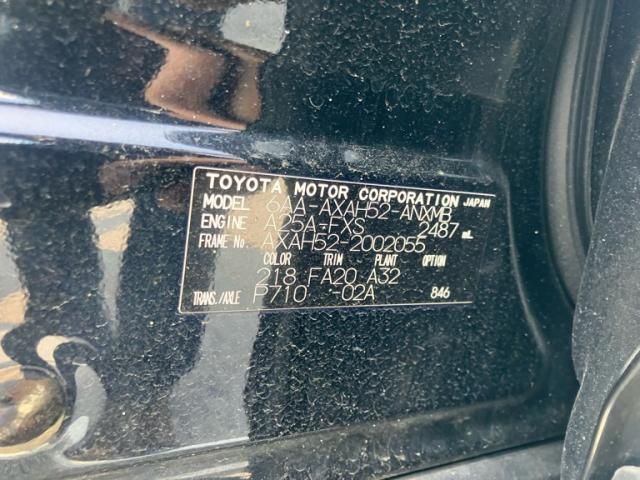 TOYOTA MOTOR CORPORATION JAPAN
MODEL 6AA-AXAH52-ANXMB
ENGINE A25A-FXS 2487 mL
FRAME No. AXAH52-2002055
COLOR TRIM PLANT OPTION
218 FA20 A32
TRANS./AXLE P710 -02A 846